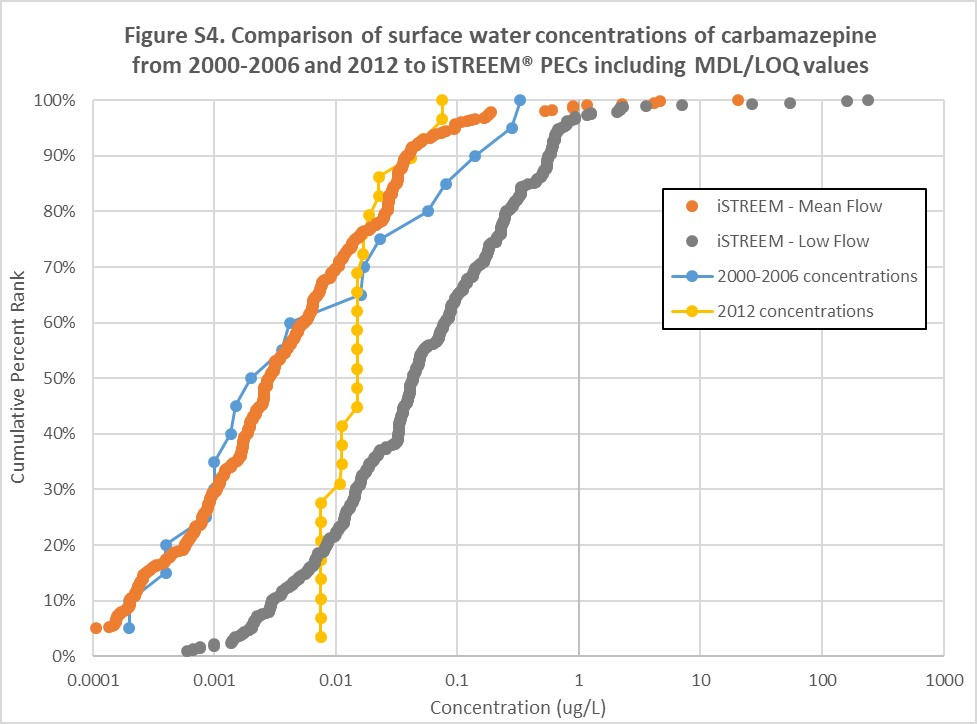 Figure S4. Comparison of surface water concentrations of carbamazepine
from 2000-2006 and 2012 to iSTREEM® PECs including MDL/LOQ values
100%
90%
80%
70%
60%
50%
40%
30%
20%
10%
0%
Cumulative Percent Rank
iSTREEM - Mean Flow
iSTREEM - Low Flow
2000-2006 concentrations
2012 concentrations
0.0001
0.001
0.01
0.1
1
10
100
1000
Concentration (ug/L)